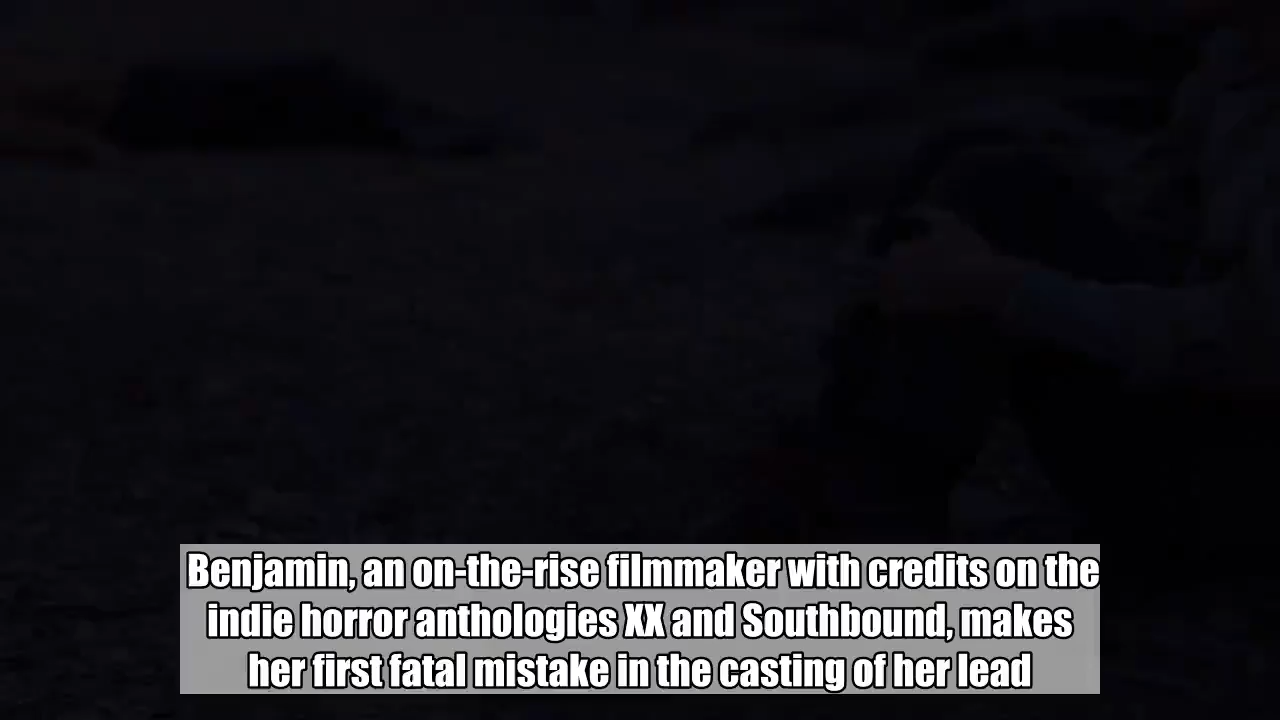 Benjamin, an on-the-rise filmmaker with credits on the
indie horror anthologies XX and Southbound, makes
her first fatal mistake in the casting of her lead